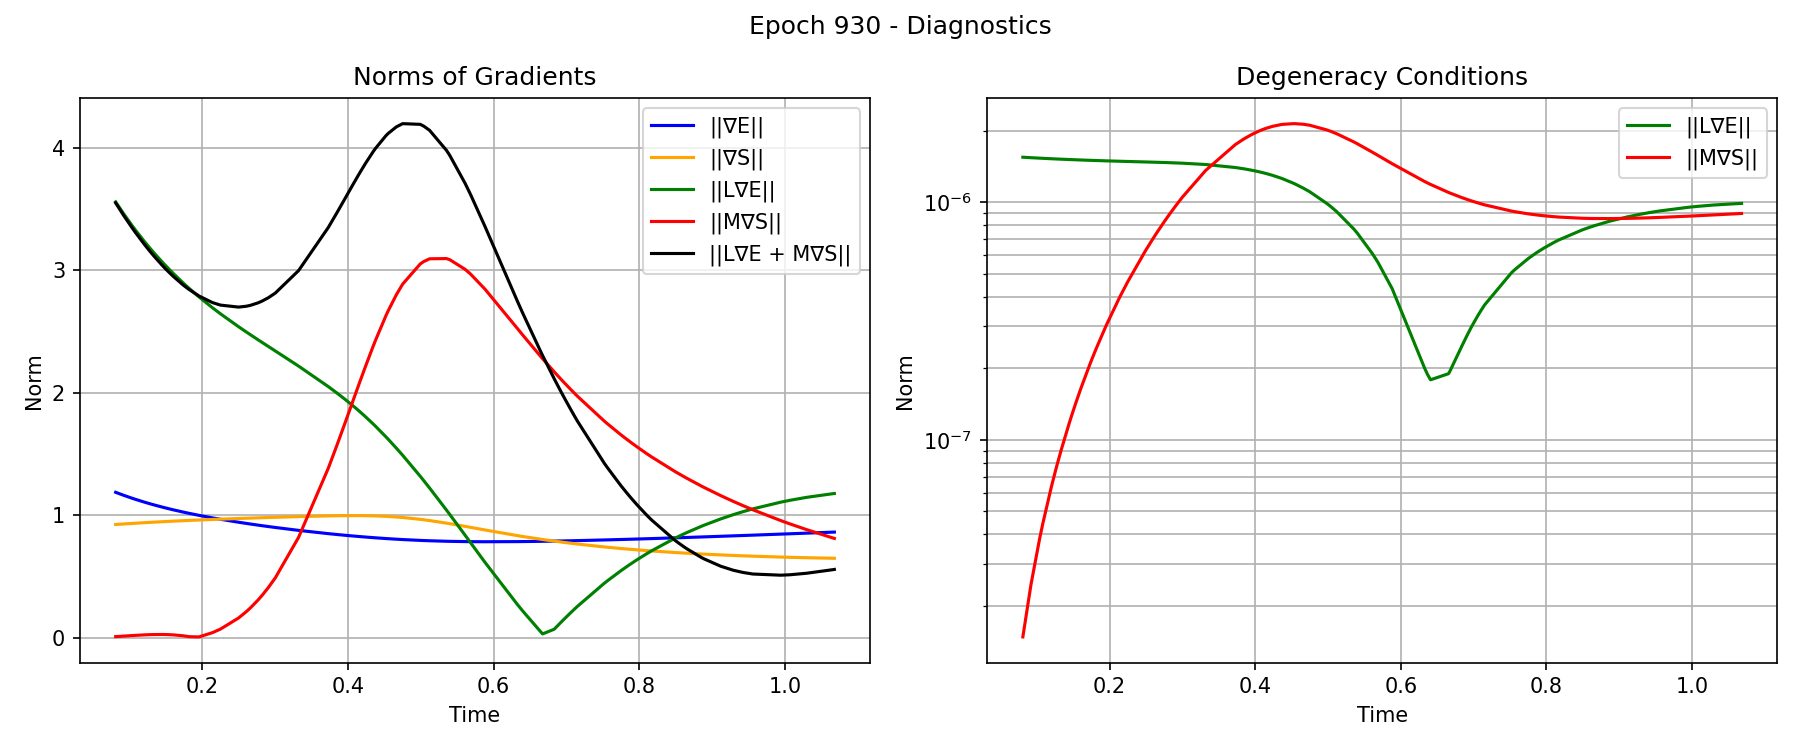 Epoch 930 - Diagnostics
Norms of Gradients
Norm
4
3
2
1
0
0.2 0.4 0.6 0.8 1.0
Time
||∇E||
||∇S||
||L∇E||
||M∇S||
||L∇E + M∇S||
Degeneracy Conditions
Norm
10⁻⁶
10⁻⁷
0.2 0.4 0.6 0.8 1.0
Time
||L∇E||
||M∇S||